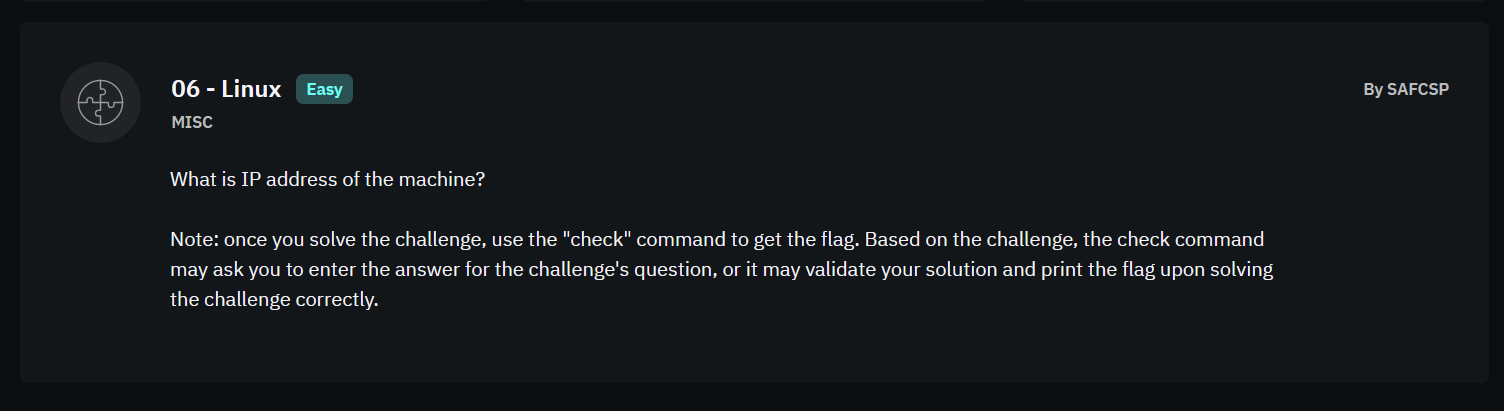 06 - Linux Easy
By SAFCSP
MISC
What is IP address of the machine?
Note: once you solve the challenge, use the "check" command to get the flag. Based on the challenge, the check command
may ask you to enter the answer for the challenge's question, or it may validate your solution and print the flag upon solving
the challenge correctly.